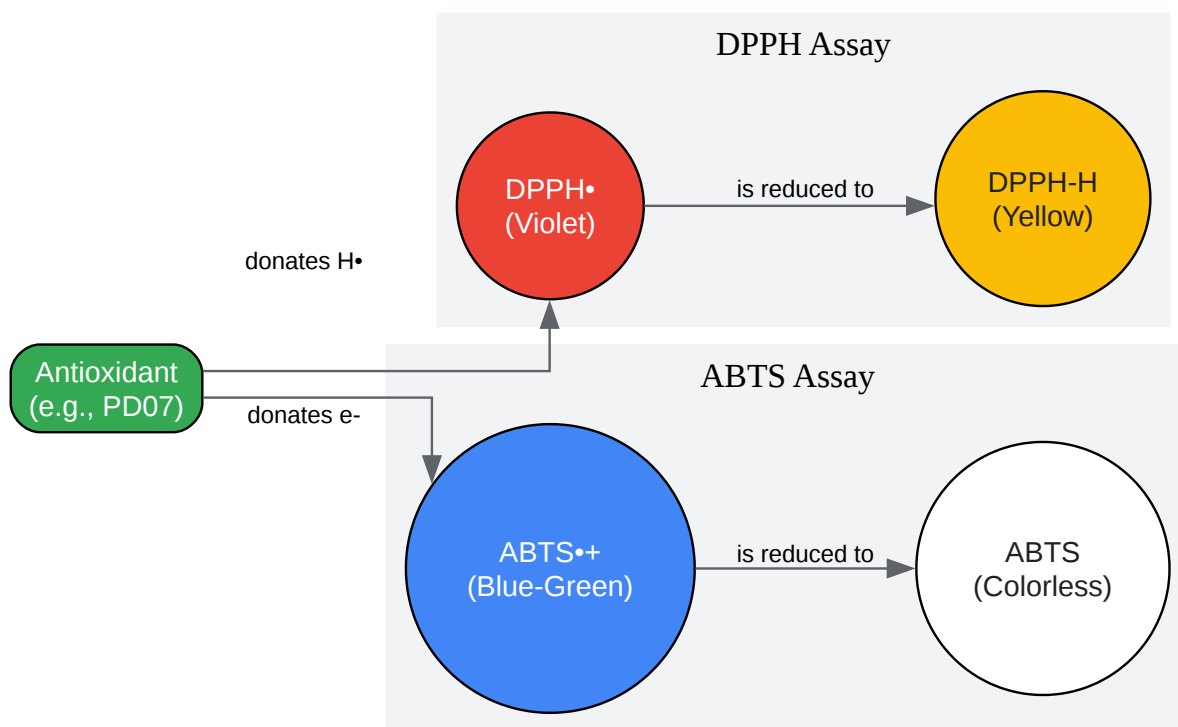 DPPH Assay
DPPH•
(Violet)
is reduced to
DPPH-H
(Yellow)
donates H•
Antioxidant
(e.g., PD07)
donates e-
ABTS Assay
ABTS•+
(Blue-Green)
is reduced to
ABTS
(Colorless)